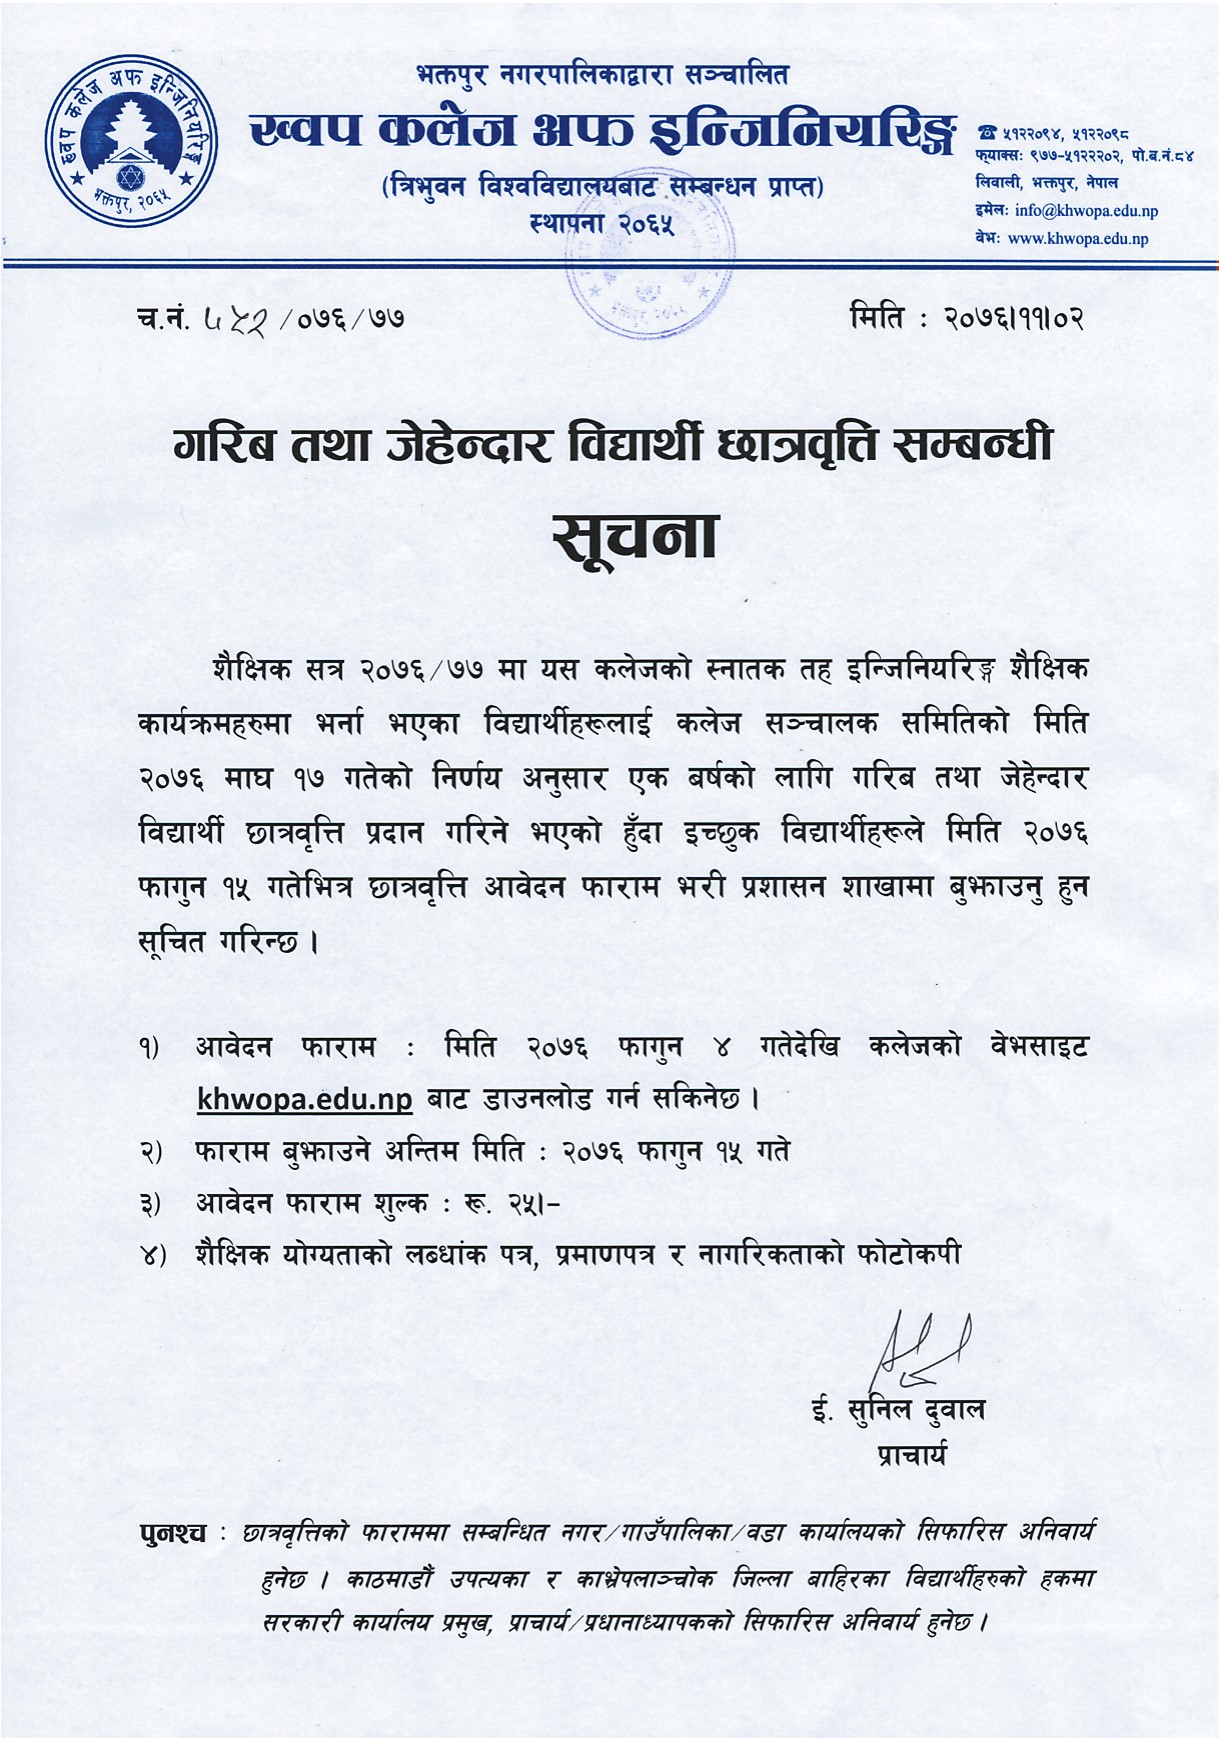 ख्वप कलेज अफ इन्जिनियरिङ्ग
भक्तपुर, २०६५
भक्तपुर नगरपालिकाद्वारा सञ्चालित
ख्वप कलेज अफ इन्जिनियरिङ्ग
(त्रिभुवन विश्वविद्यालयबाट सम्बन्धन प्राप्त)
स्थापना २०६५
☎ ५१२२०९४, ५१२२०९८
फ्याक्सः ९७७-५१२२२०२, पो.ब.नं.८४
लिवाली, भक्तपुर, नेपाल
इमेलः info@khwopa.edu.np
वेभः www.khwopa.edu.np
च.नं. ५५२/०७६/७७
मिति : २०७६।११।०२
गरिब तथा जेहेन्दार विद्यार्थी छात्रवृत्ति सम्बन्धी
सूचना
शैक्षिक सत्र २०७६/७७ मा यस कलेजको स्नातक तह इन्जिनियरिङ्ग शैक्षिक
कार्यक्रमहरुमा भर्ना भएका विद्यार्थीहरूलाई कलेज सञ्चालक समितिको मिति
२०७६ माघ १७ गतेको निर्णय अनुसार एक बर्षको लागि गरिब तथा जेहेन्दार
विद्यार्थी छात्रवृत्ति प्रदान गरिने भएको हुँदा इच्छुक विद्यार्थीहरूले मिति २०७६
फागुन १५ गतेभित्र छात्रवृत्ति आवेदन फाराम भरी प्रशासन शाखामा बुझाउनु हुन
सूचित गरिन्छ ।
१) आवेदन फाराम : मिति २०७६ फागुन ४ गतेदेखि कलेजको वेभसाइट
khwopa.edu.np बाट डाउनलोड गर्न सकिनेछ ।
२) फाराम बुझाउने अन्तिम मिति : २०७६ फागुन १५ गते
३) आवेदन फाराम शुल्क : रू. २५।–
४) शैक्षिक योग्यताको लब्धांक पत्र, प्रमाणपत्र र नागरिकताको फोटोकपी
ई. सुनिल दुवाल
प्राचार्य
पुनश्च : छात्रवृत्तिको फाराममा सम्बन्धित नगर/गाउँपालिका/वडा कार्यालयको सिफारिस अनिवार्य
हुनेछ । काठमाडौं उपत्यका र काभ्रेपलाञ्चोक जिल्ला बाहिरका विद्यार्थीहरुको हकमा
सरकारी कार्यालय प्रमुख, प्राचार्य/प्रधानाध्यापकको सिफारिस अनिवार्य हुनेछ ।